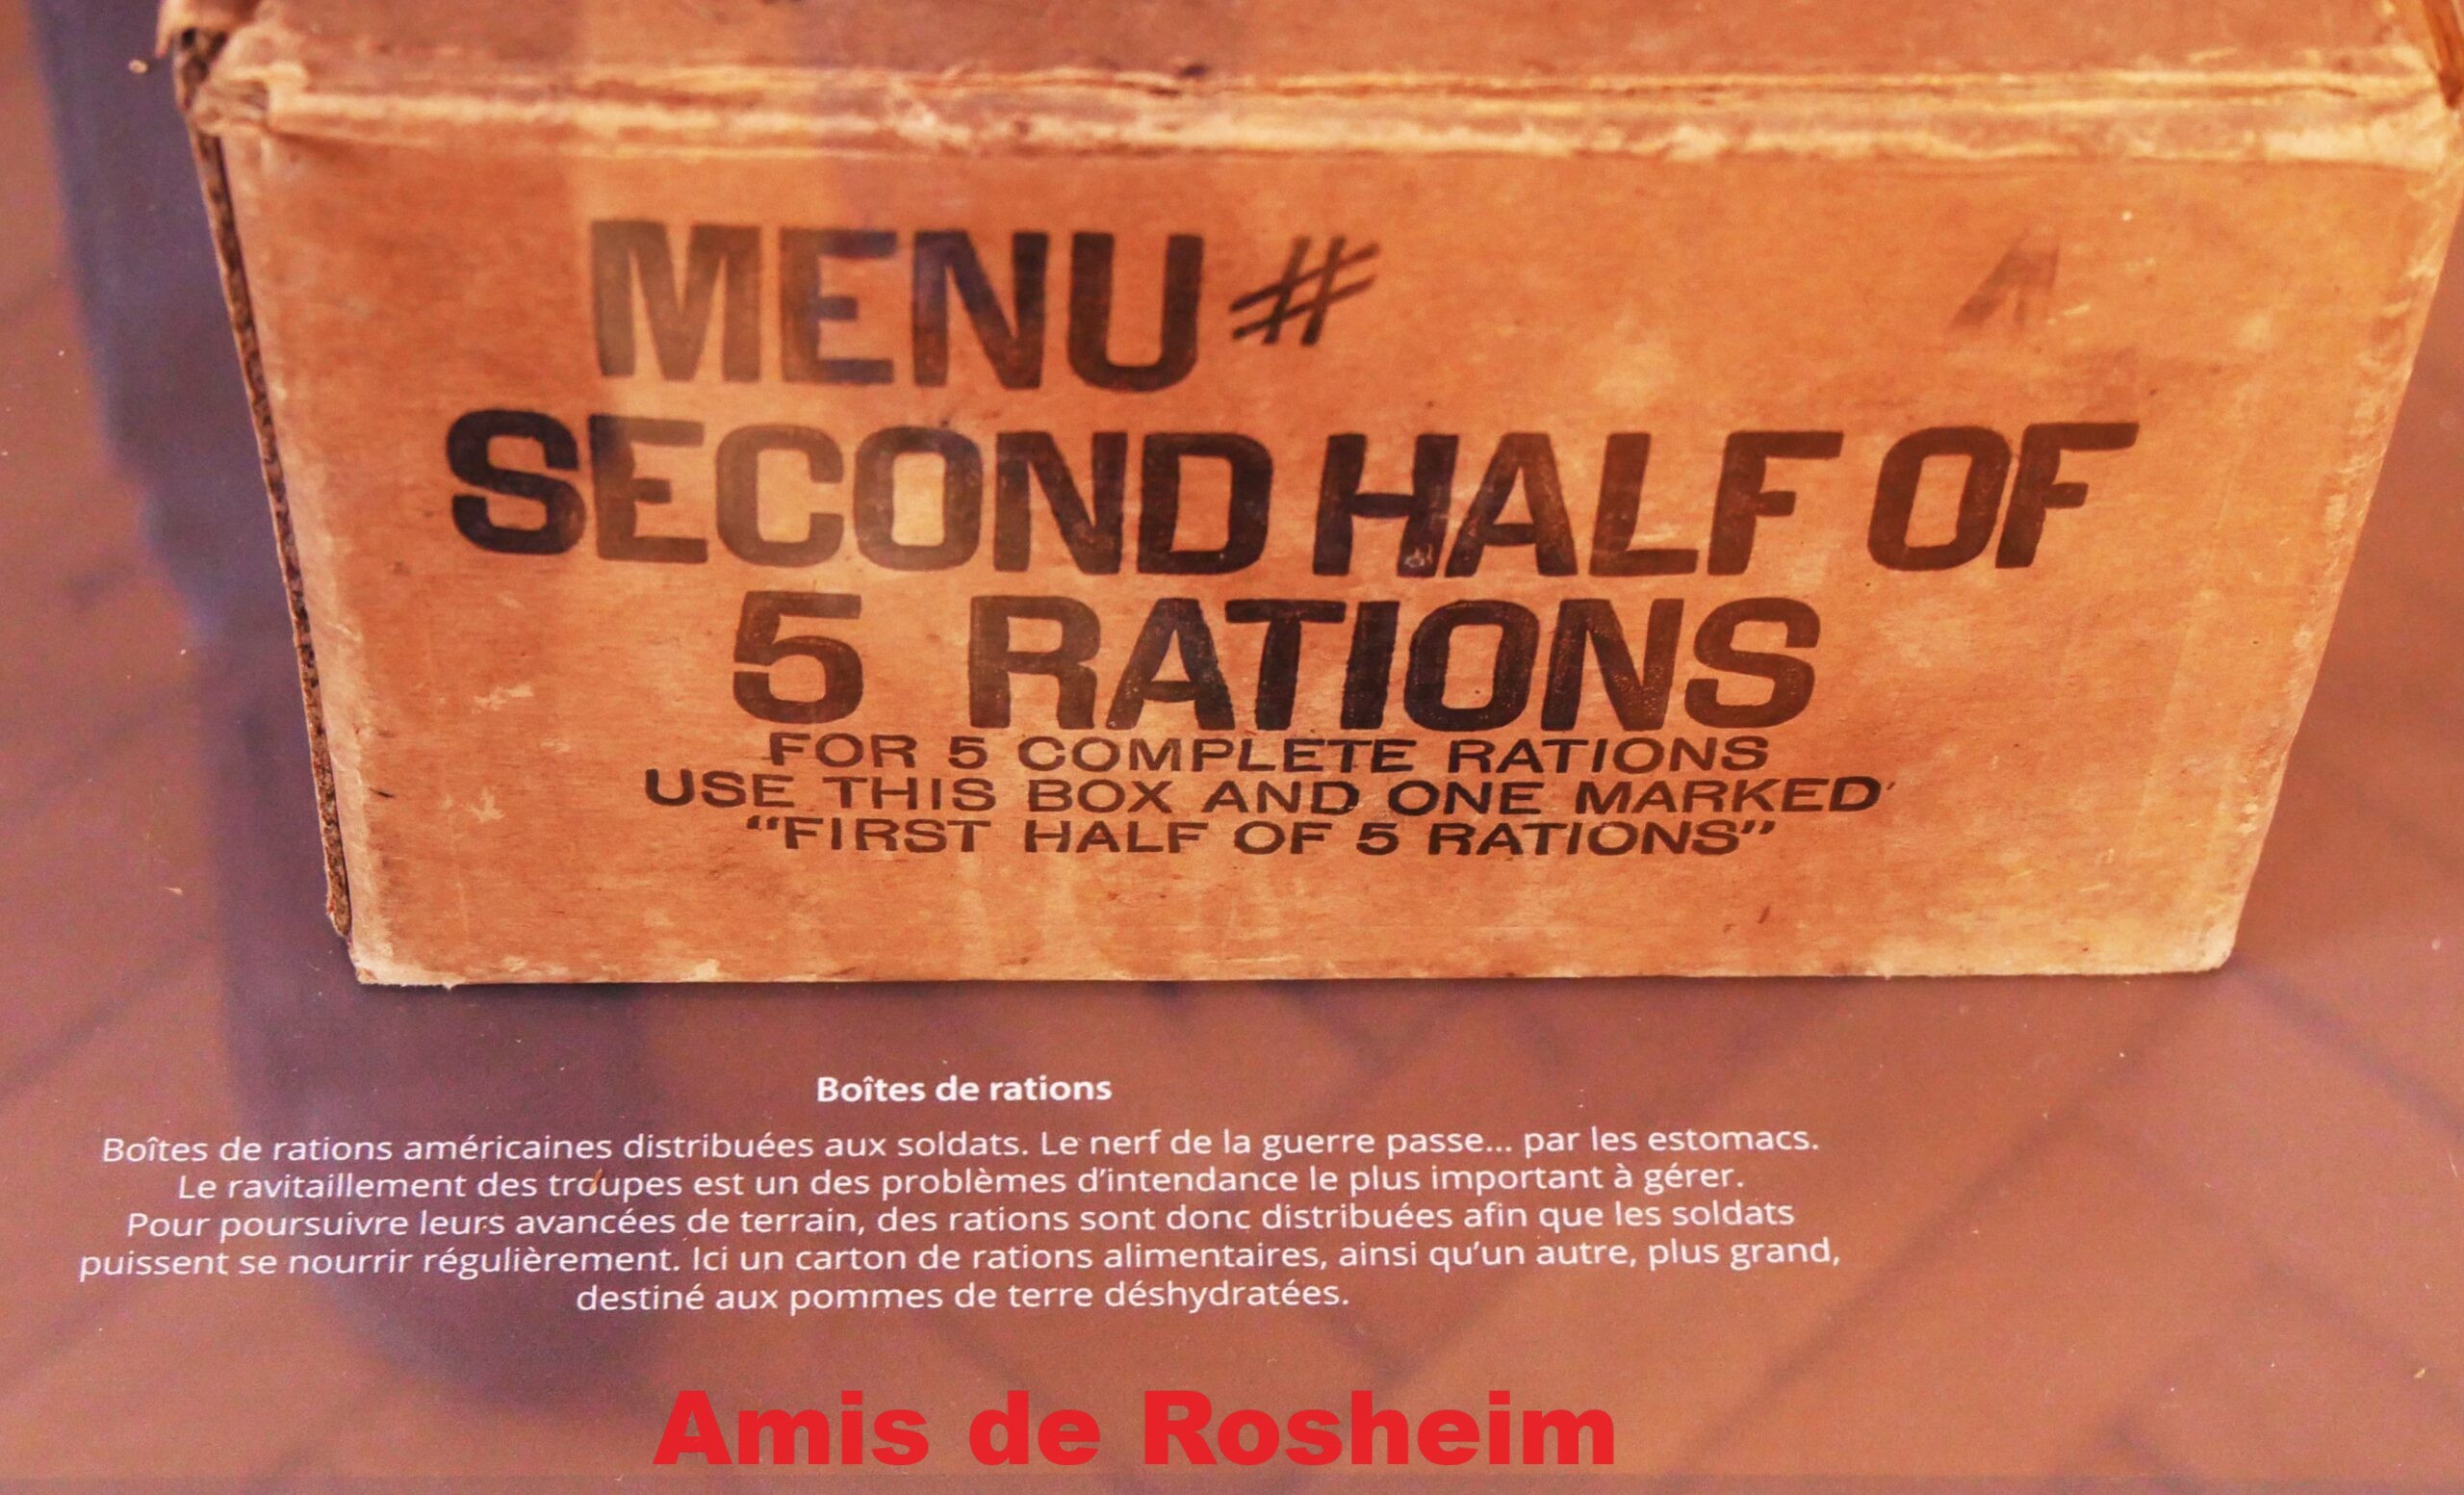 MENU #
SECOND HALF OF
5 RATIONS
FOR 5 COMPLETE RATIONS
USE THIS BOX AND ONE MARKED
“FIRST HALF OF 5 RATIONS”
Boîtes de rations
Boîtes de rations américaines distribuées aux soldats. Le nerf de la guerre passe... par les estomacs.
Le ravitaillement des troupes est un des problèmes d'intendance le plus important à gérer.
Pour poursuivre leurs avancées de terrain, des rations sont donc distribuées afin que les soldats
puissent se nourrir régulièrement. Ici un carton de rations alimentaires, ainsi qu'un autre, plus grand,
destiné aux pommes de terre déshydratées.
Amis de Rosheim